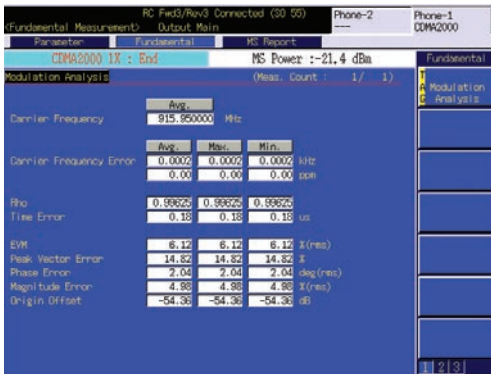 RC Fwd3/Rev3 Connected (SO 55)
<Fundamental Measurement> Output Main
Phone-2
----
Phone-1
CDMA2000
Parameter Fundamental MS Report
CDMA2000 1X : End MS Power :-21.4 dBm
Fundamental
Modulation Analysis (Meas. Count : 1/ 1)
TAG Modulation Analysis
Avg.
Carrier Frequency 915.950000 MHz
Avg. Max. Min.
Carrier Frequency Error 0.0002 0.0002 0.0002 kHz
0.00 0.00 0.00 ppm
Rho 0.99625 0.99625 0.99625
Time Error 0.18 0.18 0.18 us
EVM 6.12 6.12 6.12 %(rms)
Peak Vector Error 14.82 14.82 14.82 %
Phase Error 2.04 2.04 2.04 deg(rms)
Magnitude Error 4.98 4.98 4.98 %(rms)
Origin Offset -54.36 -54.36 -54.36 dB
1 2 3